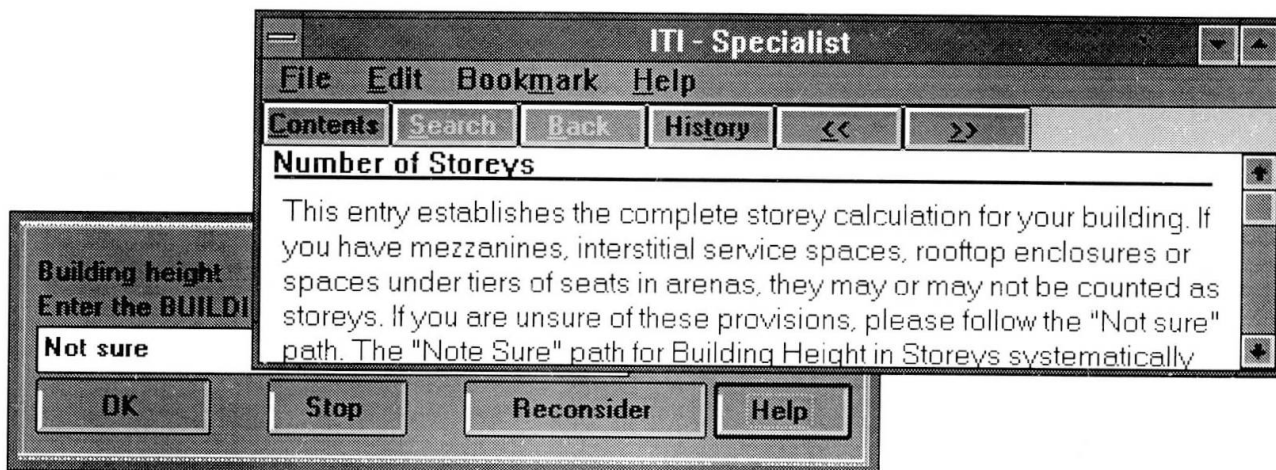 ITI - Specialist
File Edit Bookmark Help
Contents Search Back History << >>
Number of Storeys
This entry establishes the complete storey calculation for your building. If
you have mezzanines, interstitial service spaces, rooftop enclosures or
spaces under tiers of seats in arenas, they may or may not be counted as
storeys. If you are unsure of these provisions, please follow the "Not sure"
path. The "Note Sure" path for Building Height in Storeys systematically
Building height
Enter the BUILDI
Not sure
OK Stop Reconsider Help